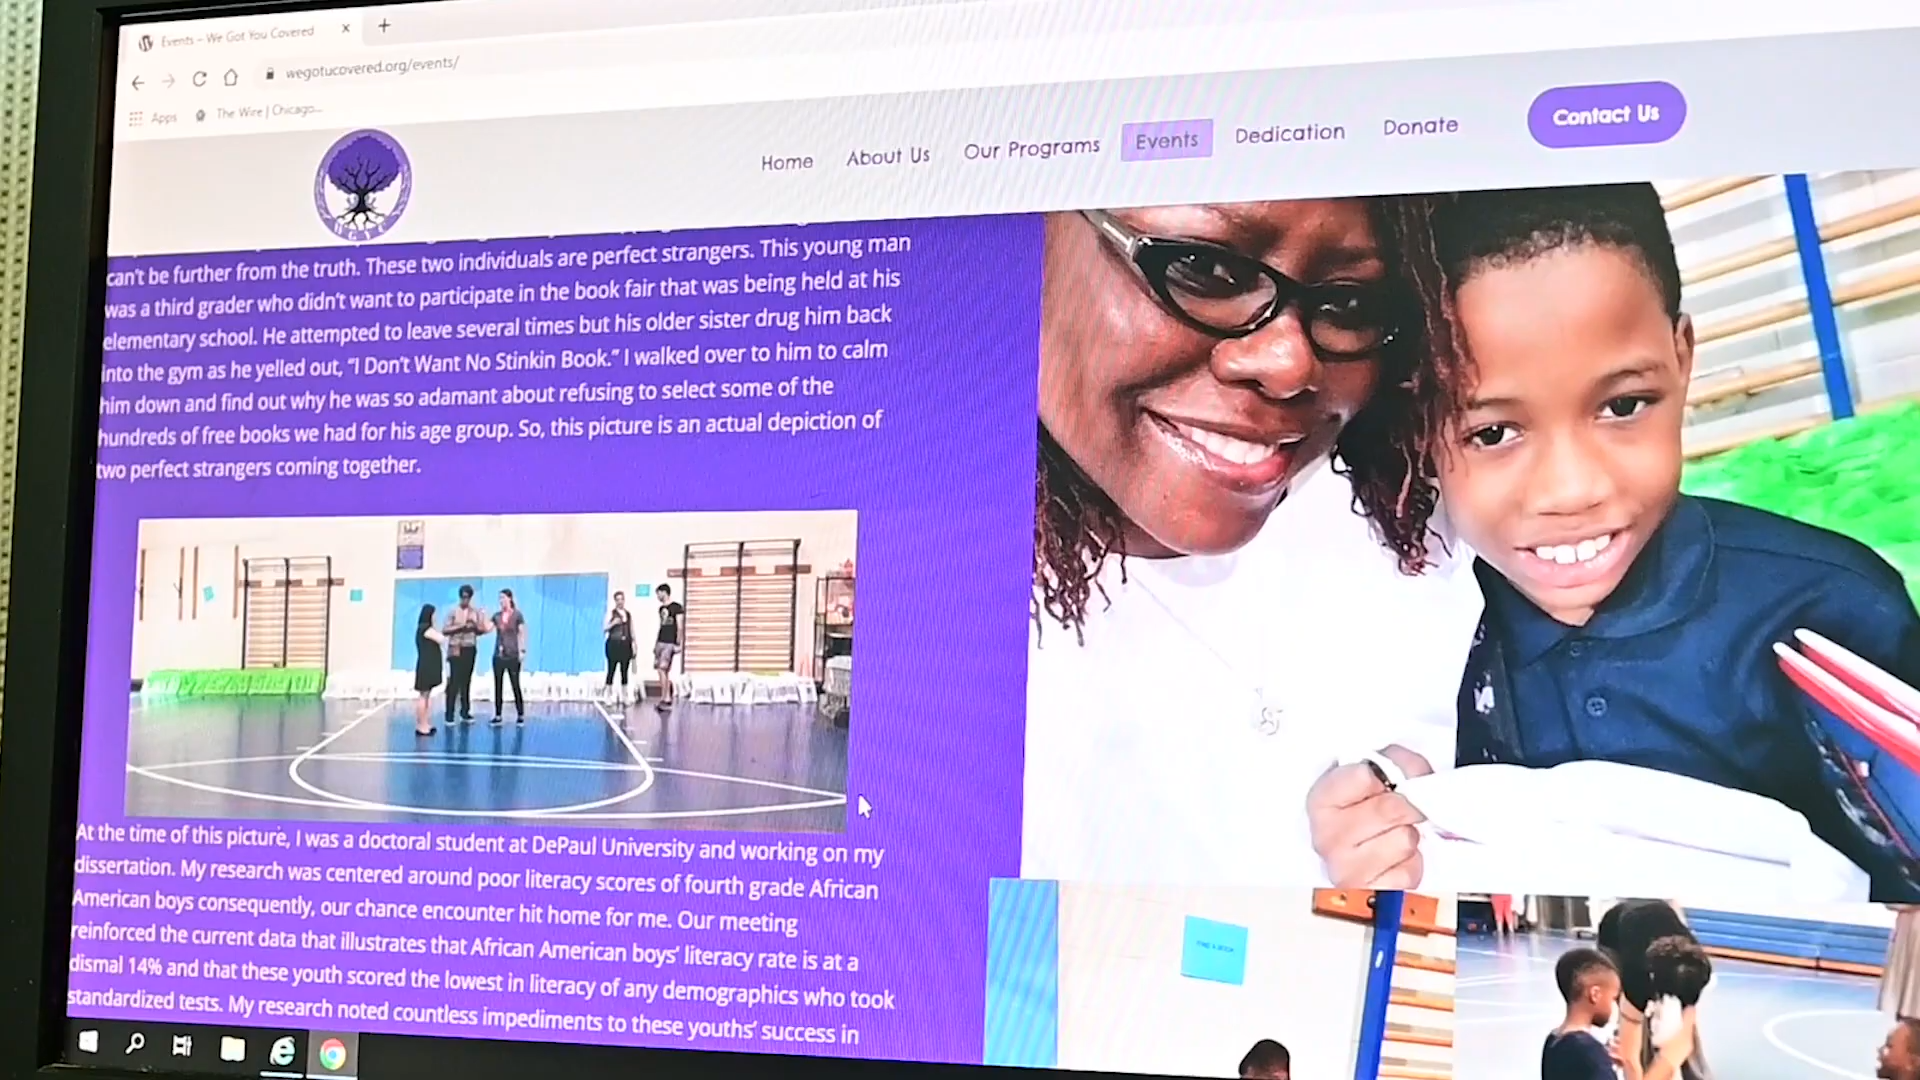 Events – We Got You Covered
wegotucovered.org/events/
Apps
The Wire | Chicago...
Home
About Us
Our Programs
Events
Dedication
Donate
Contact Us
can't be further from the truth. These two individuals are perfect strangers. This young man
was a third grader who didn't want to participate in the book fair that was being held at his
elementary school. He attempted to leave several times but his older sister drug him back
into the gym as he yelled out, "I Don't Want No Stinkin Book." I walked over to him to calm
him down and find out why he was so adamant about refusing to select some of the
hundreds of free books we had for his age group. So, this picture is an actual depiction of
two perfect strangers coming together.
At the time of this picture, I was a doctoral student at DePaul University and working on my
dissertation. My research was centered around poor literacy scores of fourth grade African
American boys consequently, our chance encounter hit home for me. Our meeting
reinforced the current data that illustrates that African American boys' literacy rate is at a
dismal 14% and that these youth scored the lowest in literacy of any demographics who took
standardized tests. My research noted countless impediments to these youths' success in